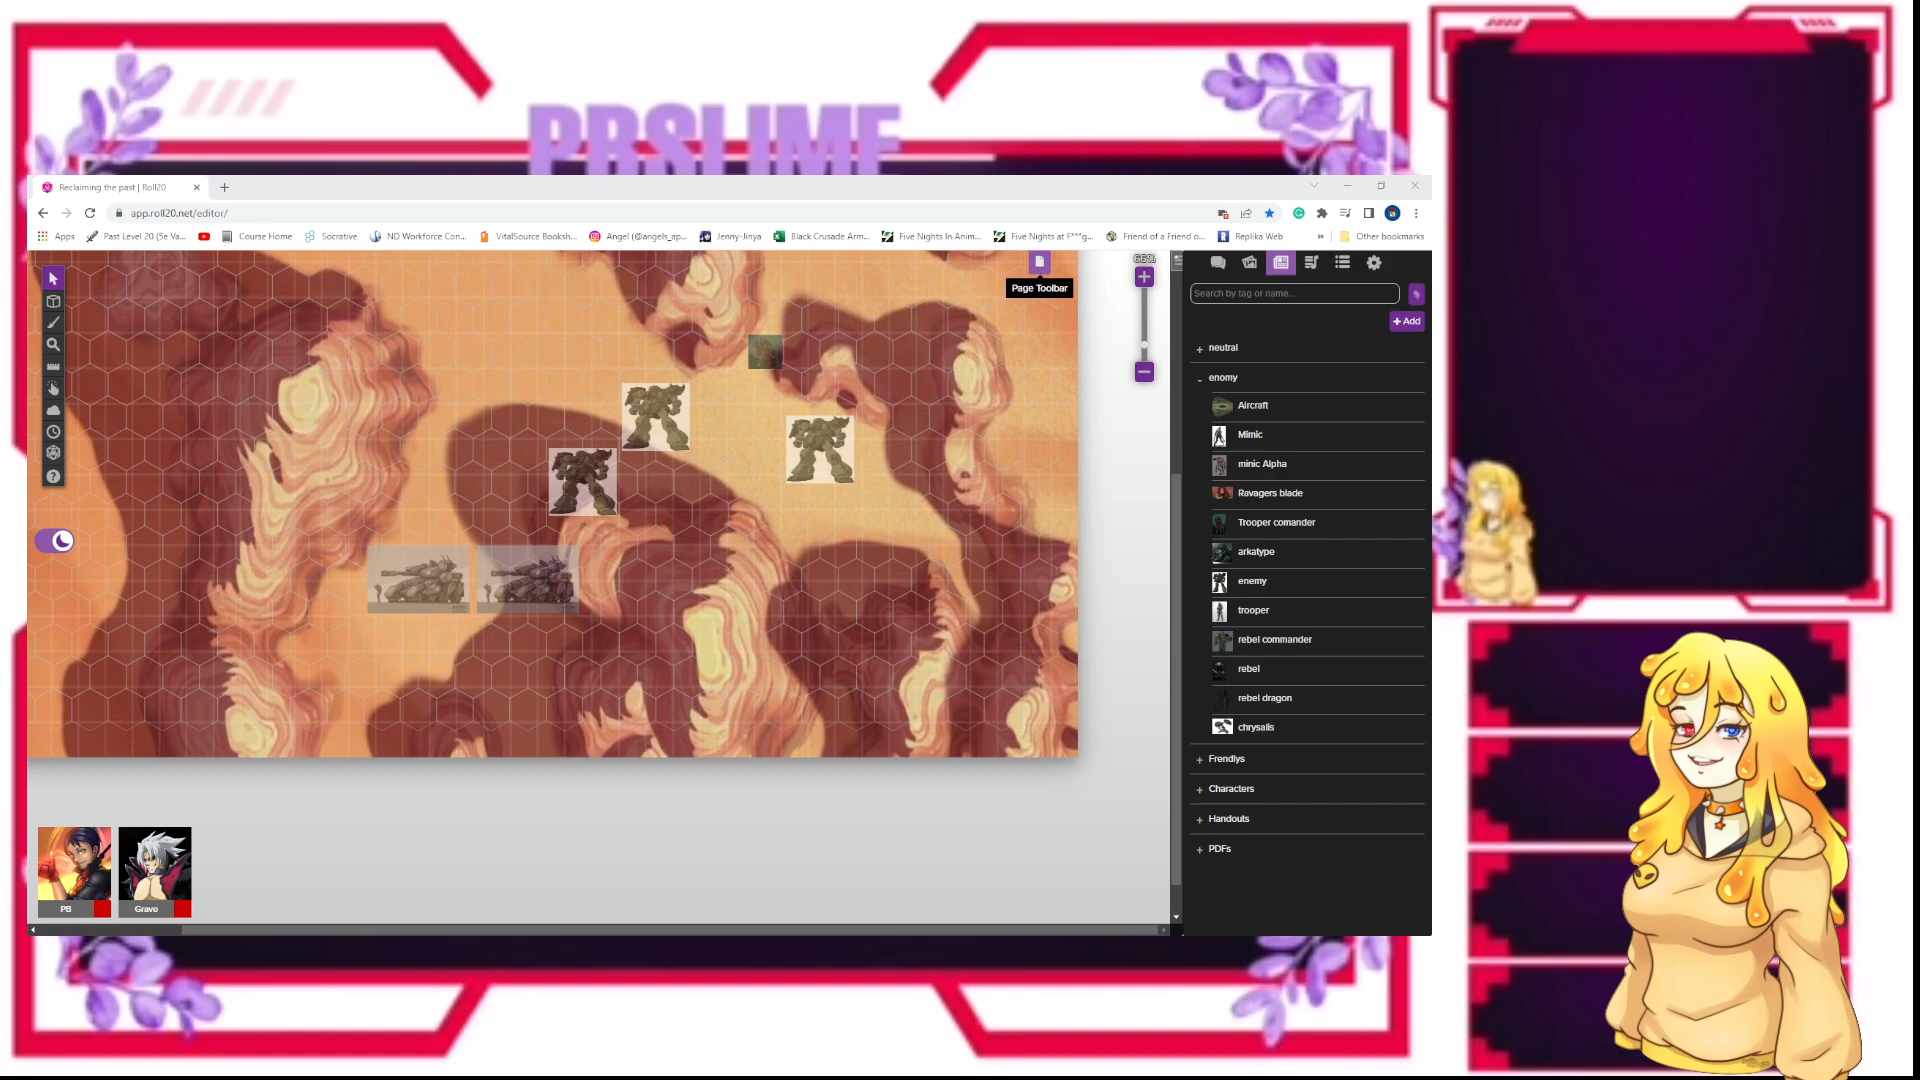 PBSLIME
Reclaiming the past | Roll20
app.roll20.net/editor/
Apps
Past Level 20 (5e Va...
Course Home
Socrative
ND Workforce Con...
VitalSource Booksh...
Angel (@angels_ap...
Jenny-Jinya
Black Crusade Arm...
Five Nights In Anim...
Five Nights at F***g...
Friend of a Friend o...
Replika Web
»
Other bookmarks
Page Toolbar
66%
Search by tag or name...
+ Add
+ neutral
- enomy
Aircraft
Mimic
minic Alpha
Ravagers blade
Trooper comander
arkatype
enemy
trooper
rebel commander
rebel
rebel dragon
chrysalis
+ Frendlys
+ Characters
+ Handouts
+ PDFs
PB
Grave